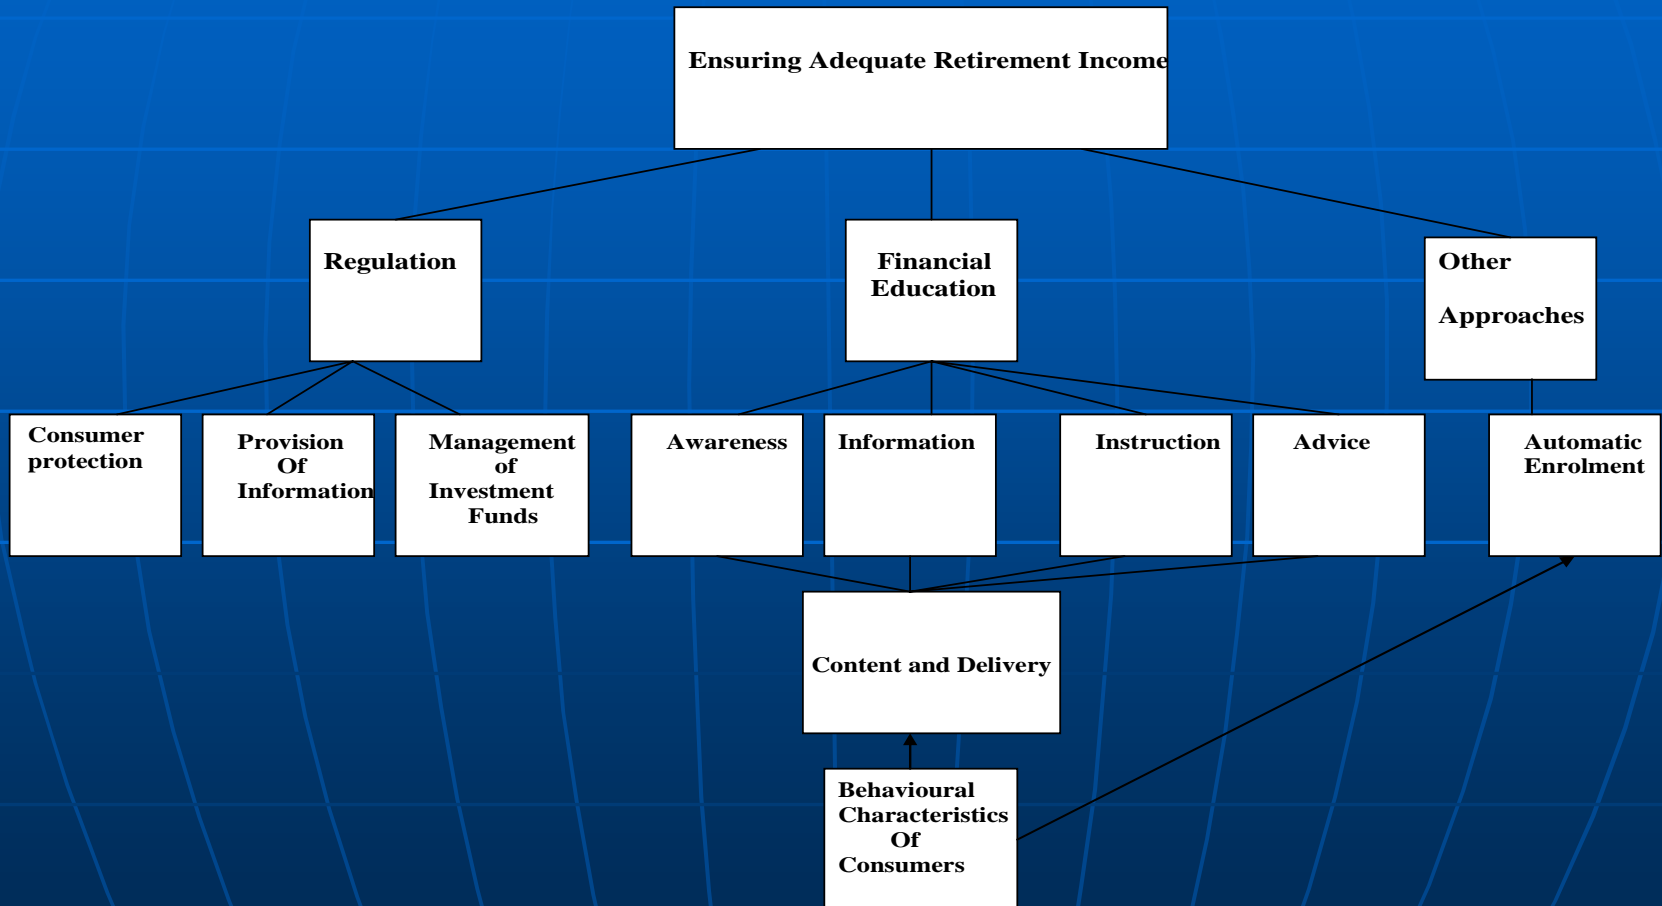 Ensuring Adequate Retirement Income
Regulation
Financial
Education
Other
Approaches
Consumer
protection
Provision
Of
Information
Management
of
Investment
Funds
Awareness
Information
Instruction
Advice
Automatic
Enrolment
Content and Delivery
Behavioural
Characteristics
Of
Consumers